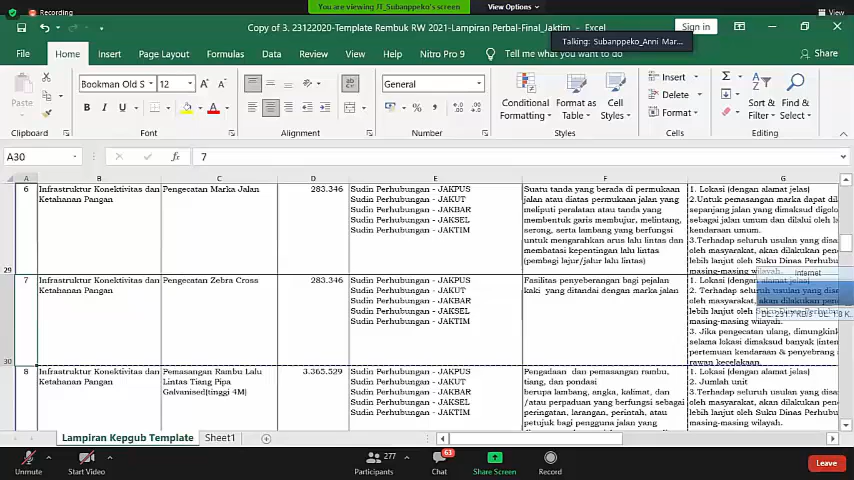 Recording
You are viewing JT_Subanppeko's screen
View Options
View
Copy of 3. 23122020-Template Rembuk RW 2021-Lampiran Perbal-Final_Jaktim - Excel
Sign in
Talking: Subanppeko_Anni Mar...
File
Home
Insert
Page Layout
Formulas
Data
Review
View
Help
Nitro Pro 9
Tell me what you want to do
Share
Paste
Bookman Old S
12
General
Conditional Formatting
Format as Table
Cell Styles
Insert
Delete
Format
Sort & Filter
Find & Select
Clipboard
Font
Alignment
Number
Styles
Cells
Editing
A30
7
A B C D E F G
6
Infrastruktur Konektivitas dan
Ketahanan Pangan
Pengecatan Marka Jalan
283.346
Sudin Perhubungan - JAKPUS
Sudin Perhubungan - JAKUT
Sudin Perhubungan - JAKBAR
Sudin Perhubungan - JAKSEL
Sudin Perhubungan - JAKTIM
Suatu tanda yang berada di permukaan
jalan atau diatas permukaan jalan yang
meliputi peralatan atau tanda yang
membentuk garis membujur, melintang,
serong, serta lambang yang berfungsi
untuk mengarahkan arus lalu lintas dan
membatasi kepentingan lalu lintas
(pembagi lajur/jalur lalu lintas)
1. Lokasi (dengan alamat jelas)
2.Untuk pemasangan marka dapat dil
sepanjang jalan yang dimaksud digolo
sebagai jalan umum dan dilalui oleh l
kendaraan umum.
3.Terhadap seluruh usulan yang disa
oleh masyarakat, akan dilakukan pen
lebih lanjut oleh Suku Dinas Perhubu
masing-masing wilayah.
29
7
Infrastruktur Konektivitas dan
Ketahanan Pangan
Pengecatan Zebra Cross
283.346
Sudin Perhubungan - JAKPUS
Sudin Perhubungan - JAKUT
Sudin Perhubungan - JAKBAR
Sudin Perhubungan - JAKSEL
Sudin Perhubungan - JAKTIM
Fasilitas penyeberangan bagi pejalan
kaki yang ditandai dengan marka jalan
1. Lokasi (dengan alamat jelas)
2. Terhadap seluruh usulan yang dise
oleh masyarakat, akan dilakukan pene
lebih lanjut oleh
masing-masing wilayah.
3. Jika pengecatan ulang, dimungkink
selama lokasi dimaksud banyak (inten
pertemuan kendaraan & penyebrang
rawan kecelakaan.
Internet
30
8
Infrastruktur Konektivitas dan
Ketahanan Pangan
Pemasangan Rambu Lalu
Lintas Tiang Pipa
Galvanised(tinggi 4M)
3.365.529
Sudin Perhubungan - JAKPUS
Sudin Perhubungan - JAKUT
Sudin Perhubungan - JAKBAR
Sudin Perhubungan - JAKSEL
Sudin Perhubungan - JAKTIM
Pengadaan dan pemasangan rambu,
tiang, dan pondasi
berupa lambang, angka, kalimat, dan
/atau perpaduan yang berfungsi sebagai
peringatan, larangan, perintah, atau
petujuk bagi pengguna jalan yang
1. Lokasi (dengan alamat jelas)
2. Jumlah unit
3.Terhadap seluruh usulan yang disa
oleh masyarakat, akan dilakukan pen
lebih lanjut oleh Suku Dinas Perhubu
masing-masing wilayah.
Lampiran Kepgub Template
Sheet1
Unmute
Start Video
277
Participants
63
Chat
Share Screen
Record
Leave